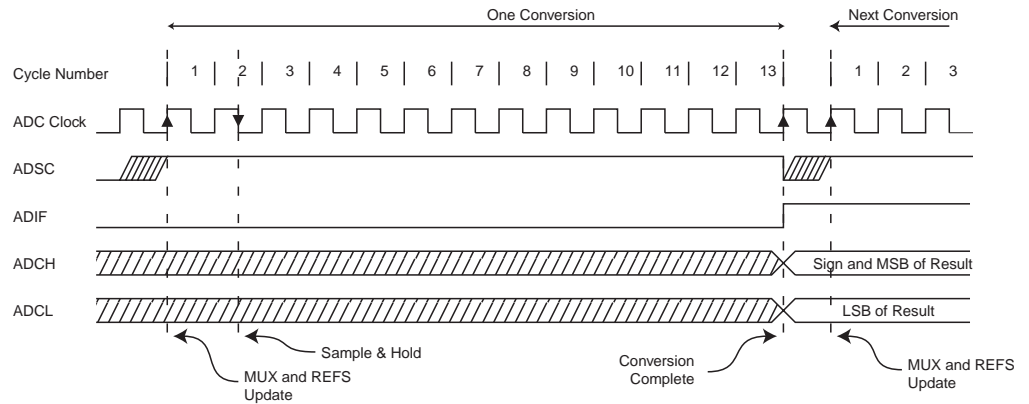 One Conversion
Next Conversion
Cycle Number 1 2 3 4 5 6 7 8 9 10 11 12 13 1 2 3
ADC Clock
ADSC
ADIF
ADCH
Sign and MSB of Result
ADCL
LSB of Result
Sample & Hold
MUX and REFS
Update
Conversion
Complete
MUX and REFS
Update